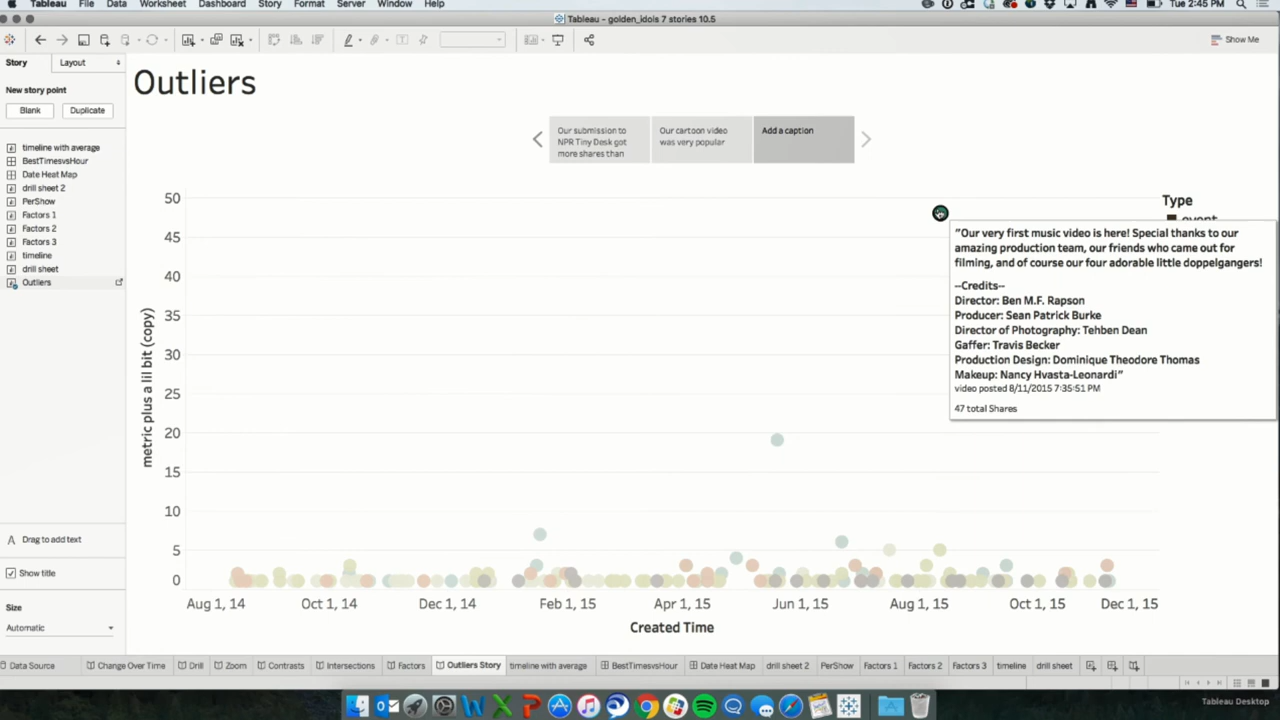 Tableau File Data Worksheet Dashboard Story Format Server Window Help Tue 2:45 PM
Tableau - golden_idols 7 stories 10.5
Show Me
Story Layout
New story point
Blank Duplicate
timeline with average
BestTimesvsHour
Date Heat Map
drill sheet 2
PerShow
Factors 1
Factors 2
Factors 3
timeline
drill sheet
Outliers
A Drag to add text
Show title
Size
Automatic
Outliers
Our submission to
NPR Tiny Desk got
more shares than
Our cartoon video
was very popular
Add a caption
metric plus a lil bit (copy)
50
45
40
35
30
25
20
15
10
5
0
Aug 1, 14 Oct 1, 14 Dec 1, 14 Feb 1, 15 Apr 1, 15 Jun 1, 15 Aug 1, 15 Oct 1, 15 Dec 1, 15
Created Time
Type
event
"Our very first music video is here! Special thanks to our
amazing production team, our friends who came out for
filming, and of course our four adorable little doppelgangers!
--Credits--
Director: Ben M.F. Rapson
Producer: Sean Patrick Burke
Director of Photography: Tehben Dean
Gaffer: Travis Becker
Production Design: Dominique Theodore Thomas
Makeup: Nancy Hvasta-Leonardi"
video posted 8/11/2015 7:35:51 PM
47 total Shares
Data Source Change Over Time Drill Zoom Contrasts Intersections Factors Outliers Story timeline with average BestTimesvsHour Date Heat Map drill sheet 2 PerShow Factors 1 Factors 2 Factors 3 timeline drill sheet
Tableau Desktop